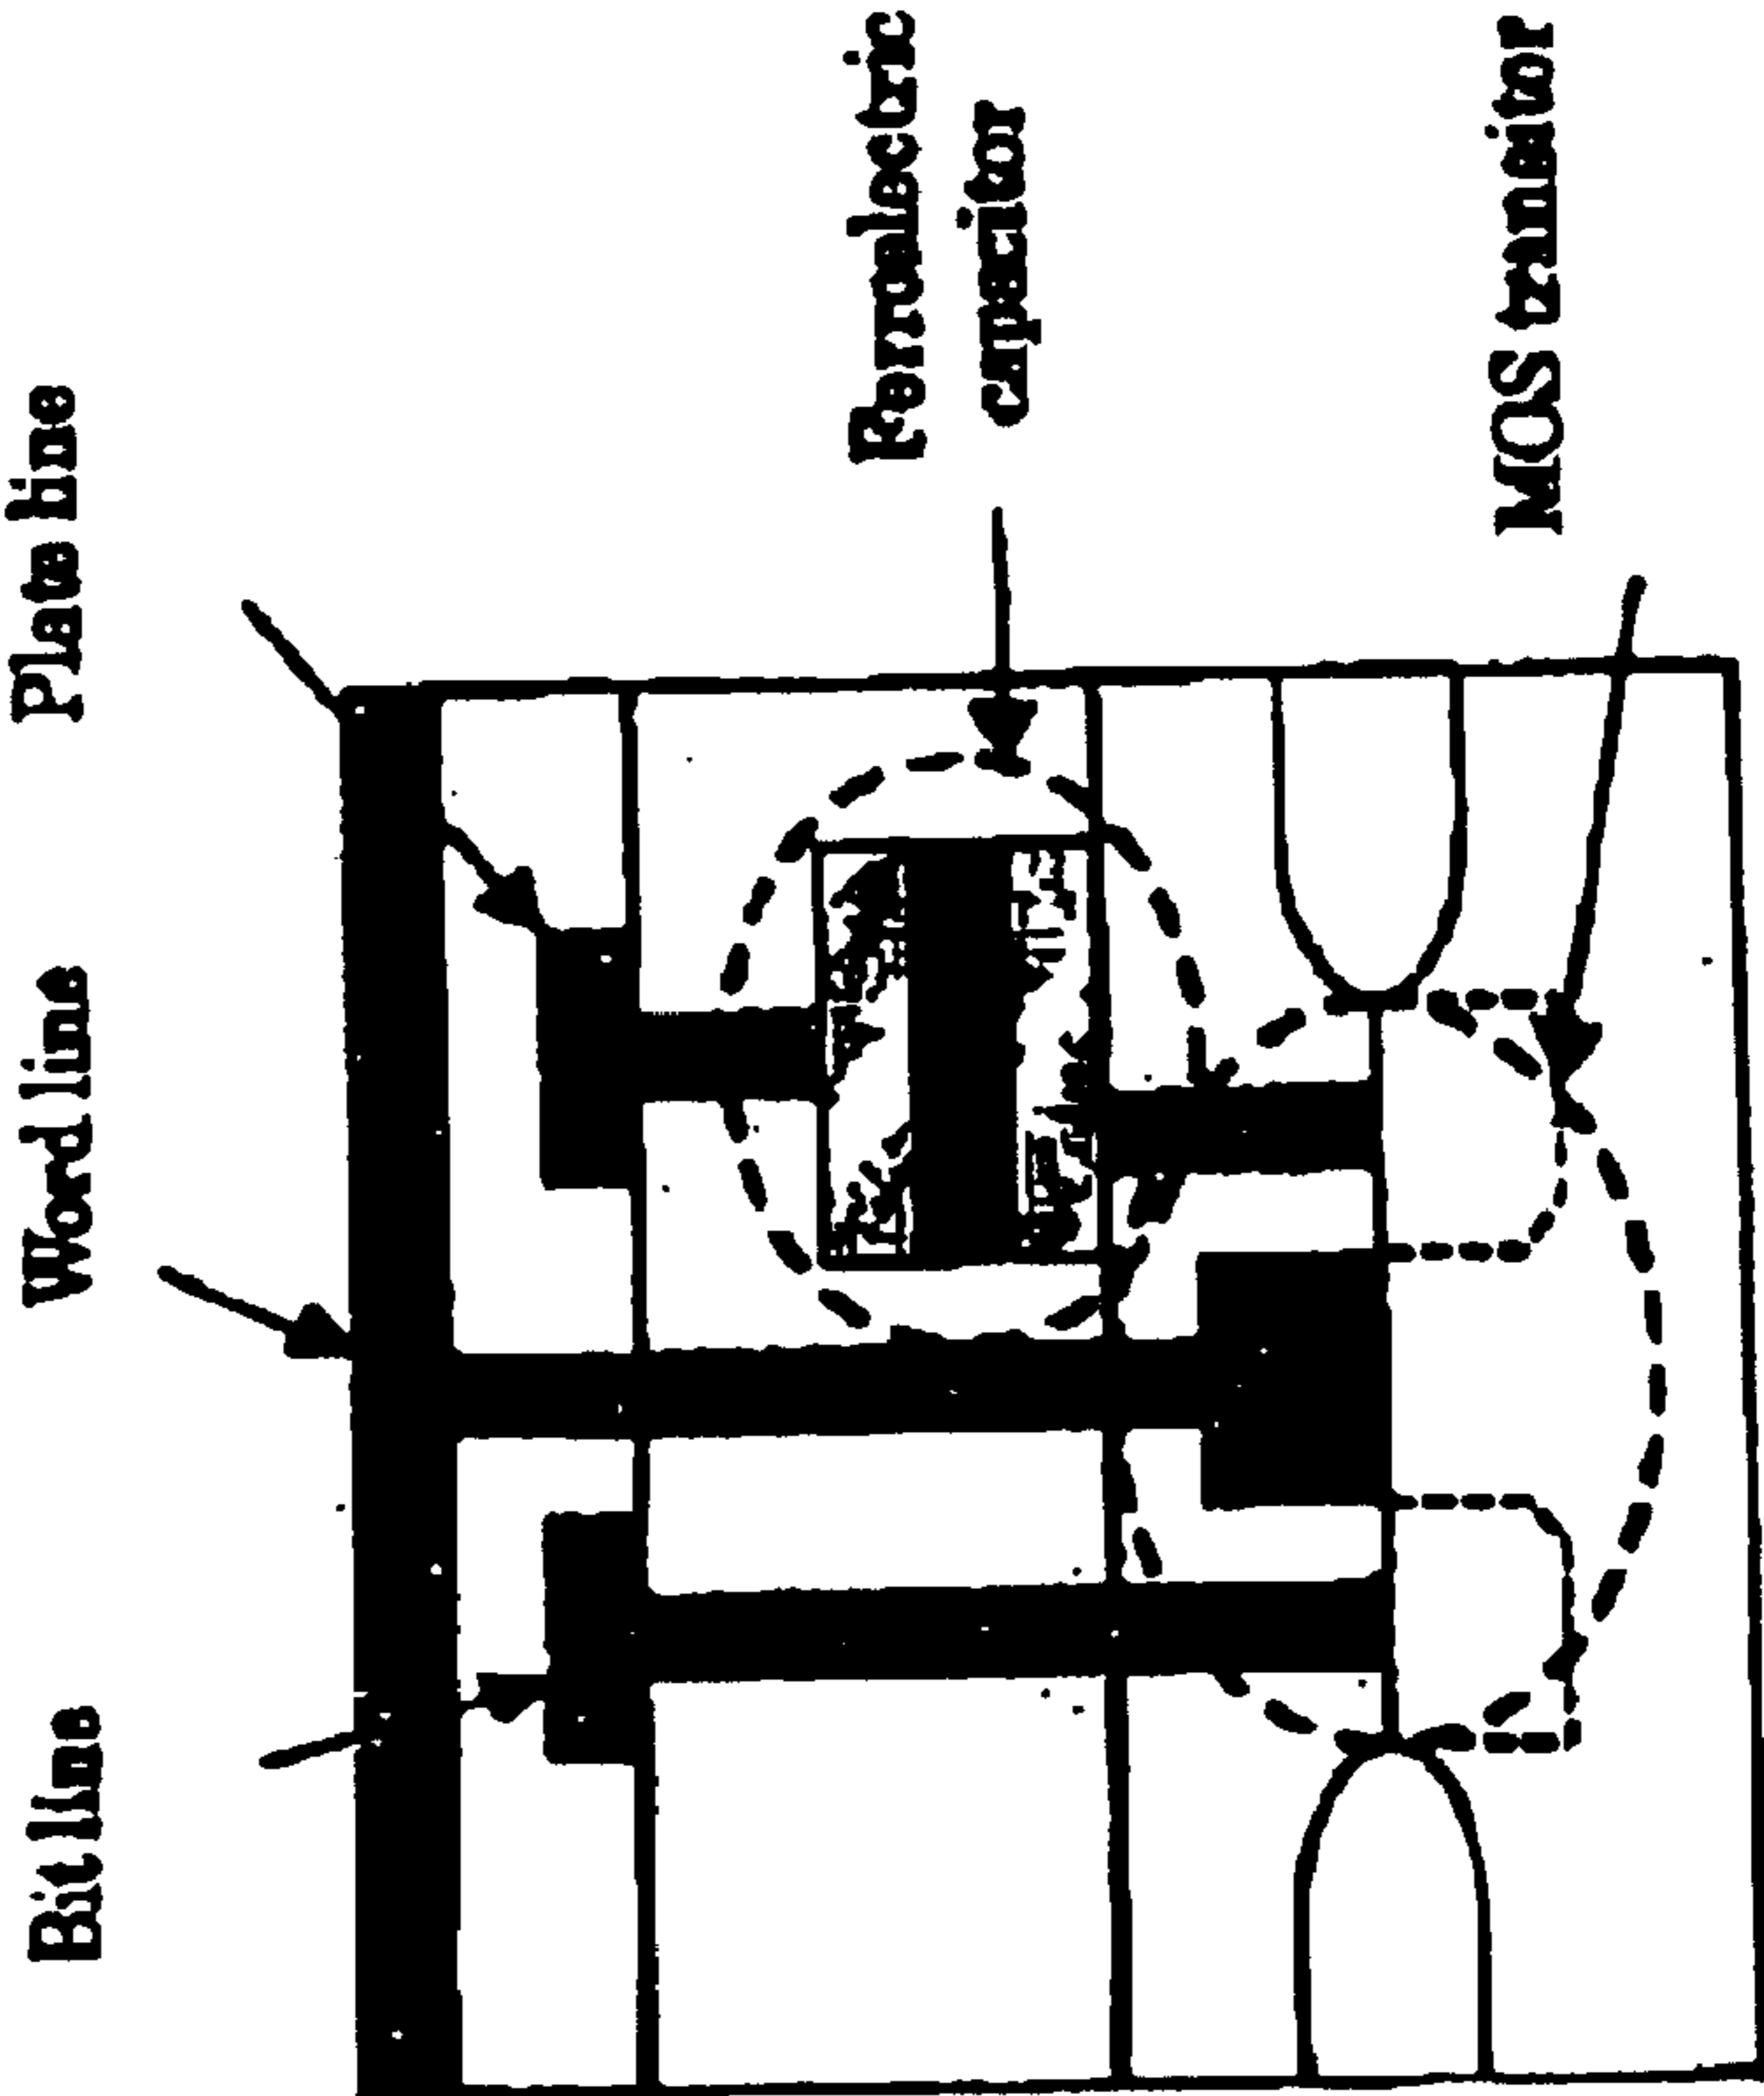 Bit line
Word line
Plate line
Ferroelectric
capacitor
MOS transistor